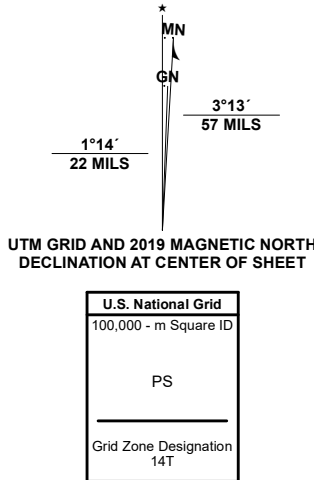 ★
MN
GN
3°13´
57 MILS
1°14´
22 MILS
UTM GRID AND 2019 MAGNETIC NORTH
DECLINATION AT CENTER OF SHEET
U.S. National Grid
100,000 - m Square ID
PS
Grid Zone Designation
14T